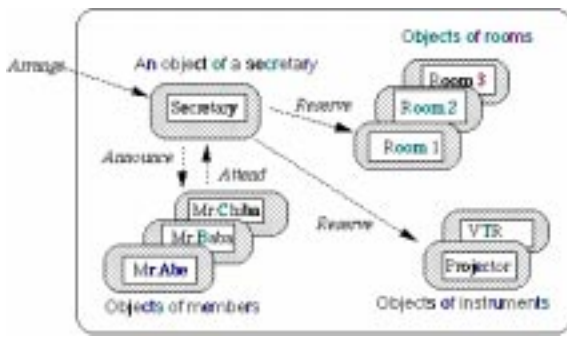 Objects of rooms
Arrange
An object of a secretary
Room 3
Secretary
Reserve
Room 2
Room 1
Announce
Attend
Mr.Chiba
Mr.Baba
Mr.Abe
Reserve
VTR
Projector
Objects of members
Objects of instruments